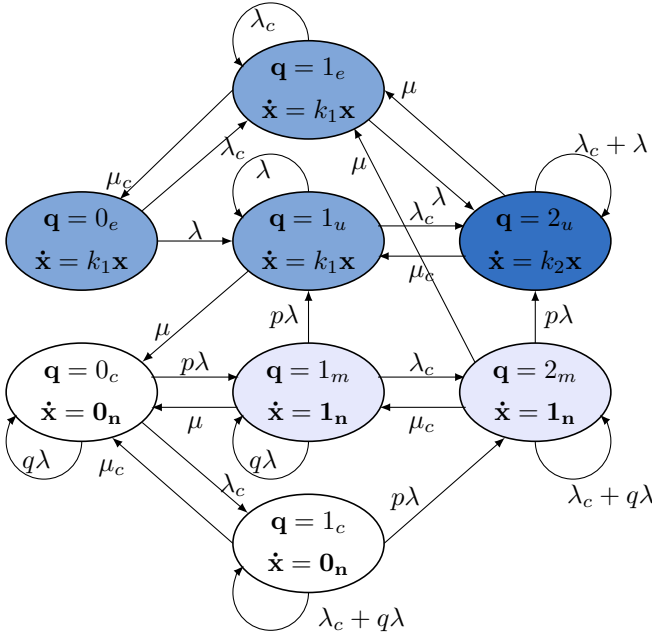 λ_c
q = 1_e
ẋ = k_1x
μ
μ_c
λ_c
μ
λ_c + λ
λ
λ
q = 0_e
ẋ = k_1x
λ
q = 1_u
ẋ = k_1x
λ_c
μ_c
q = 2_u
ẋ = k_2x
μ
pλ
pλ
q = 0_c
ẋ = 0_n
pλ
μ
q = 1_m
ẋ = 1_n
λ_c
μ_c
q = 2_m
ẋ = 1_n
qλ
μ_c
λ_c
qλ
pλ
λ_c + qλ
q = 1_c
ẋ = 0_n
λ_c + qλ